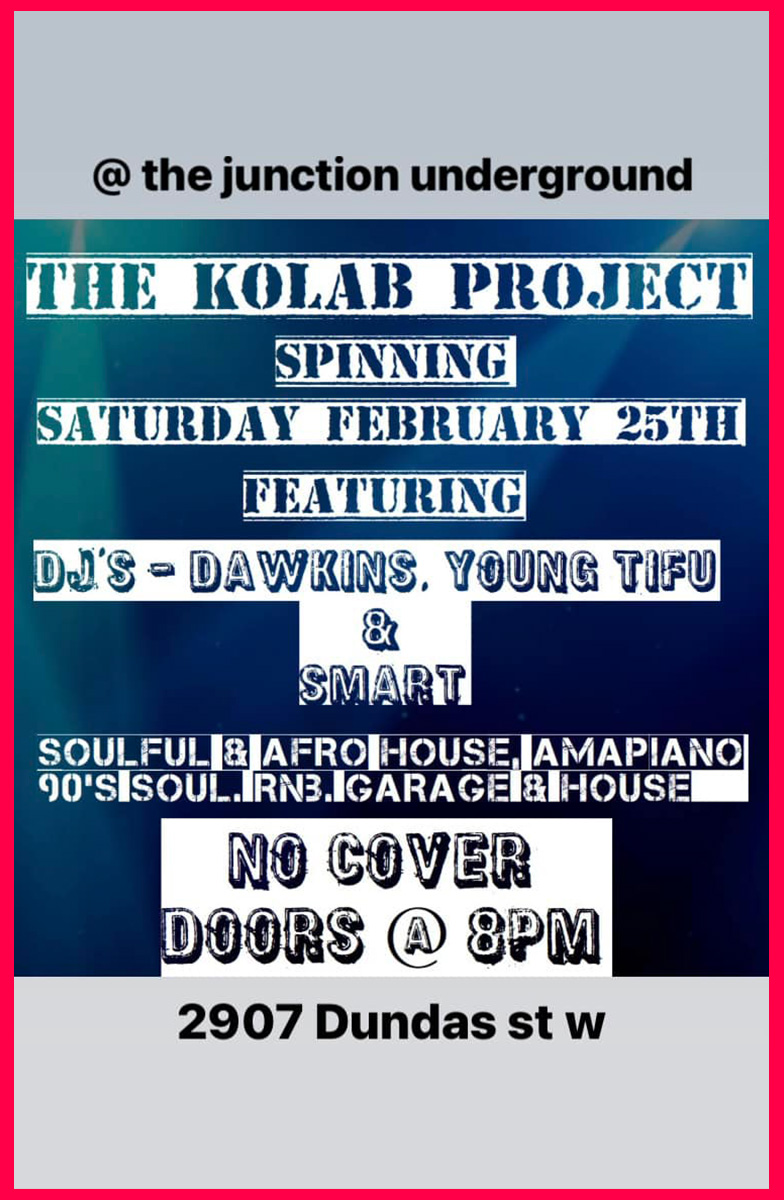 @ the junction underground
THE KOLAB PROJECT
SPINNING
SATURDAY FEBRUARY 25TH
FEATURING
DJ'S - DAWKINS, YOUNG TIFU
&
SMART
SOULFUL & AFRO HOUSE, AMAPIANO
90'S SOUL. RNB. GARAGE & HOUSE
NO COVER
DOORS @ 8PM
2907 Dundas st w